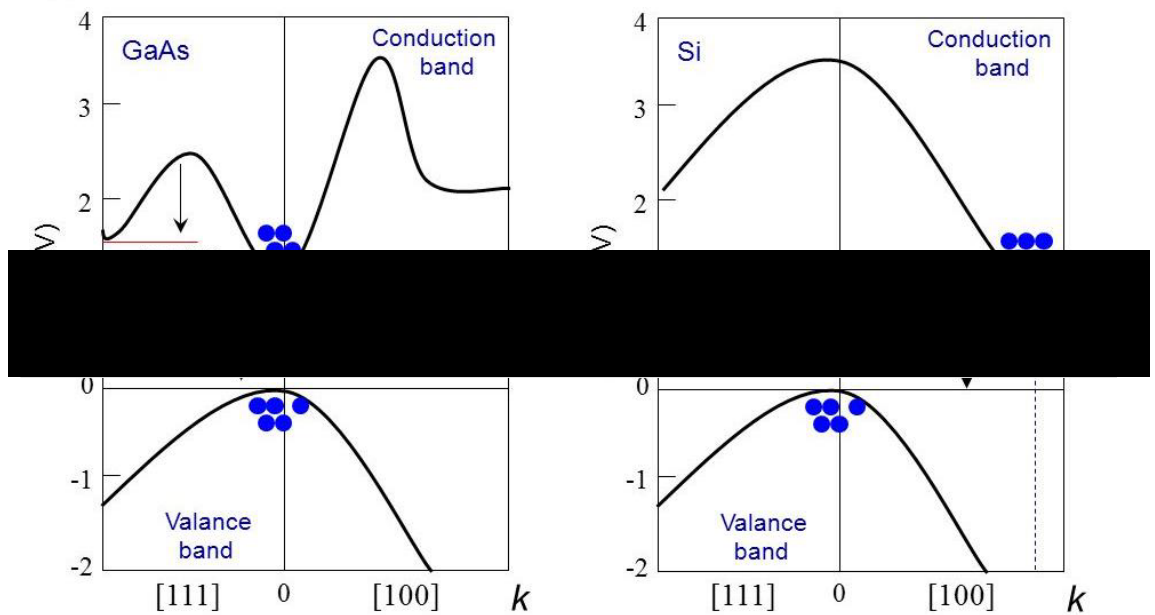 4
GaAs
Conduction
band
3
2
V)
0
-1
Valance
band
-2
[111]
0
[100]
k
4
Si
Conduction
band
3
2
V)
0
-1
Valance
band
-2
[111]
0
[100]
k